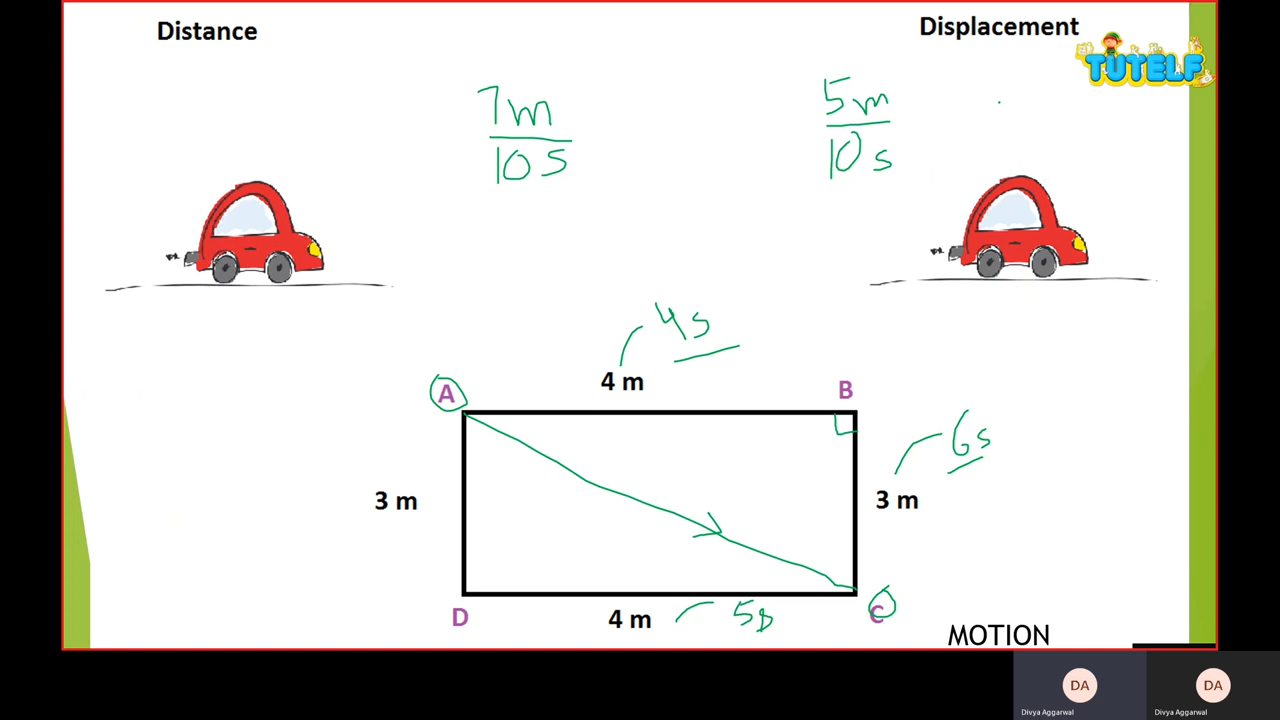 Distance
Displacement
TUTELF
7m
10s
5m
10s
4s
4 m
A
B
6s
3 m
3 m
D
4 m
5s
C
MOTION
DA
DA
Divya Aggarwal
Divya Aggarwal